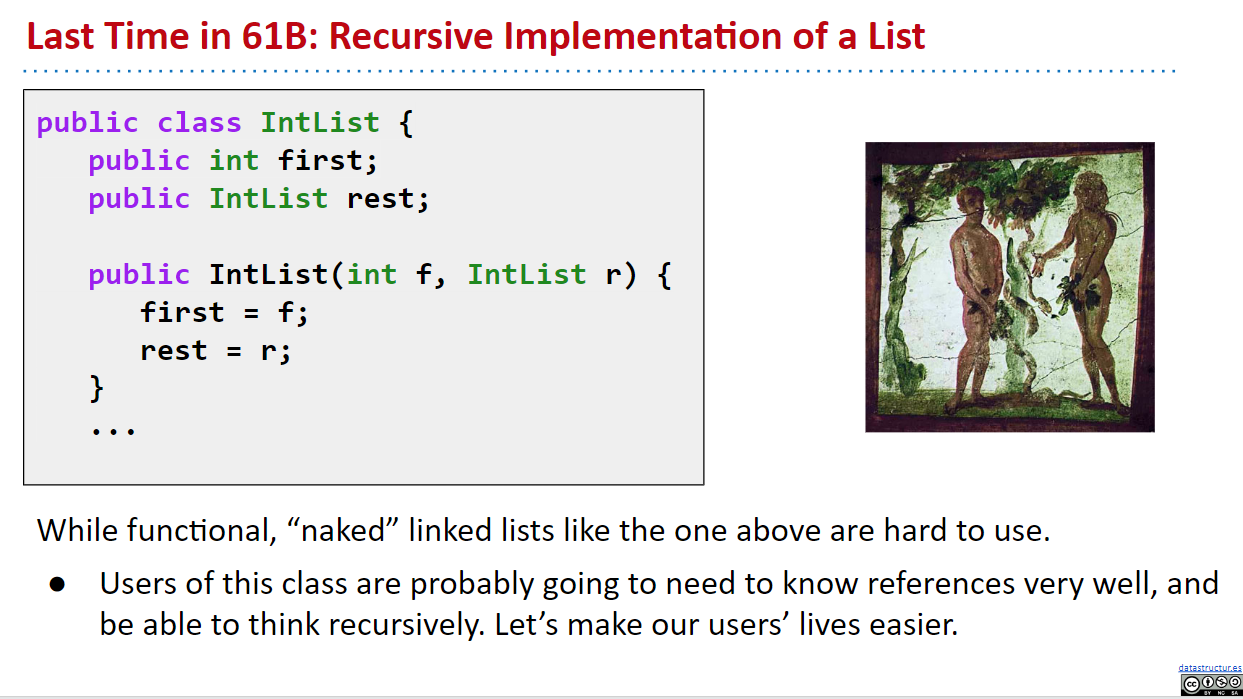 Last Time in 61B: Recursive Implementation of a List
public class IntList {
public int first;
public IntList rest;
public IntList(int f, IntList r) {
first = f;
rest = r;
}
...
While functional, “naked” linked lists like the one above are hard to use.
● Users of this class are probably going to need to know references very well, and
be able to think recursively. Let’s make our users’ lives easier.
datastructur.es
cc
BY NC SA